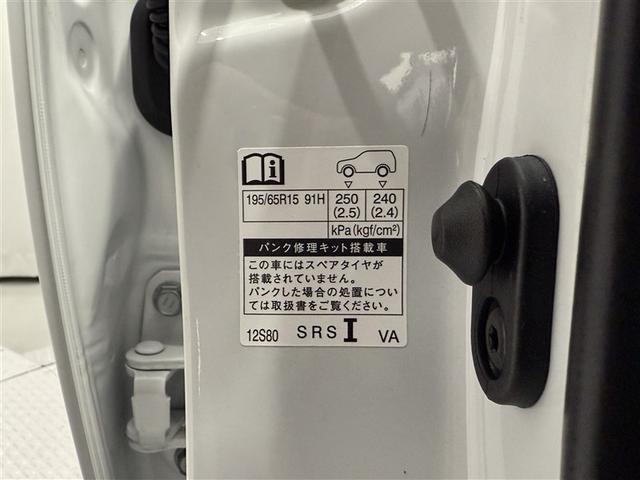 195/65R15 91H 250 (2.5) 240 (2.4)
kPa(kgf/cm²)
パンク修理キット搭載車
この車にはスペアタイヤが
搭載されていません。
パンクした場合の処置につい
ては取扱書をご覧ください。
12S80 SRS I VA